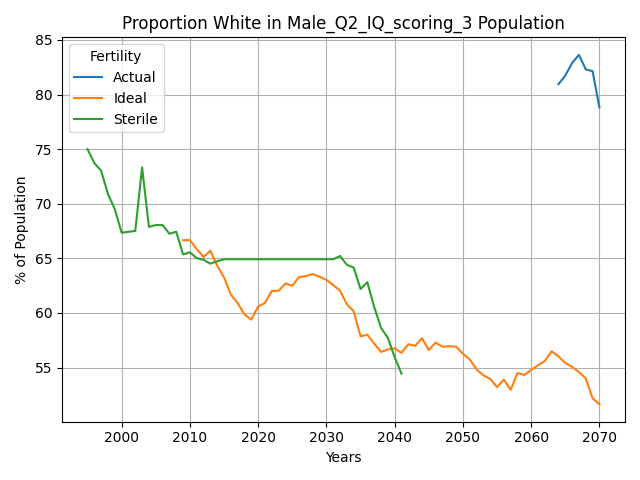 Proportion White in Male_Q2_IQ_scoring_3 Population
Fertility
Actual
Ideal
Sterile
% of Population
85
80
75
70
65
60
55
2000
2010
2020
2030
2040
2050
2060
2070
Years